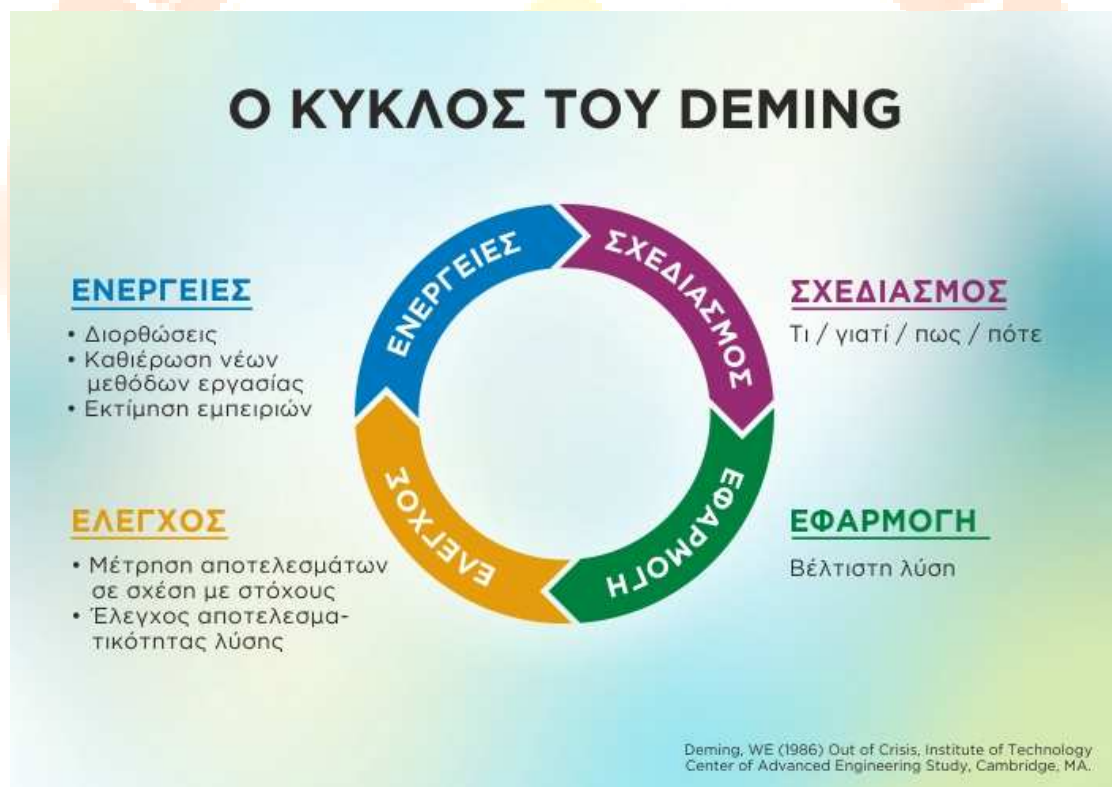 Ο ΚΥΚΛΟΣ ΤΟΥ DEMING
ΕΝΕΡΓΕΙΕΣ
ΣΧΕΔΙΑΣΜΟΣ
ΕΦΑΡΜΟΓΗ
ΕΛΕΓΧΟΣ
ΕΝΕΡΓΕΙΕΣ
• Διορθώσεις
• Καθιέρωση νέων
μεθόδων εργασίας
• Εκτίμηση εμπειριών
ΣΧΕΔΙΑΣΜΟΣ
Τι / γιατί / πως / πότε
ΕΛΕΓΧΟΣ
• Μέτρηση αποτελεσμάτων
σε σχέση με στόχους
• Έλεγχος αποτελεσμα-
τικότητας λύσης
ΕΦΑΡΜΟΓΗ
Βέλτιστη λύση
Deming, WE (1986) Out of Crisis, Institute of Technology
Center of Advanced Engineering Study, Cambridge, MA.